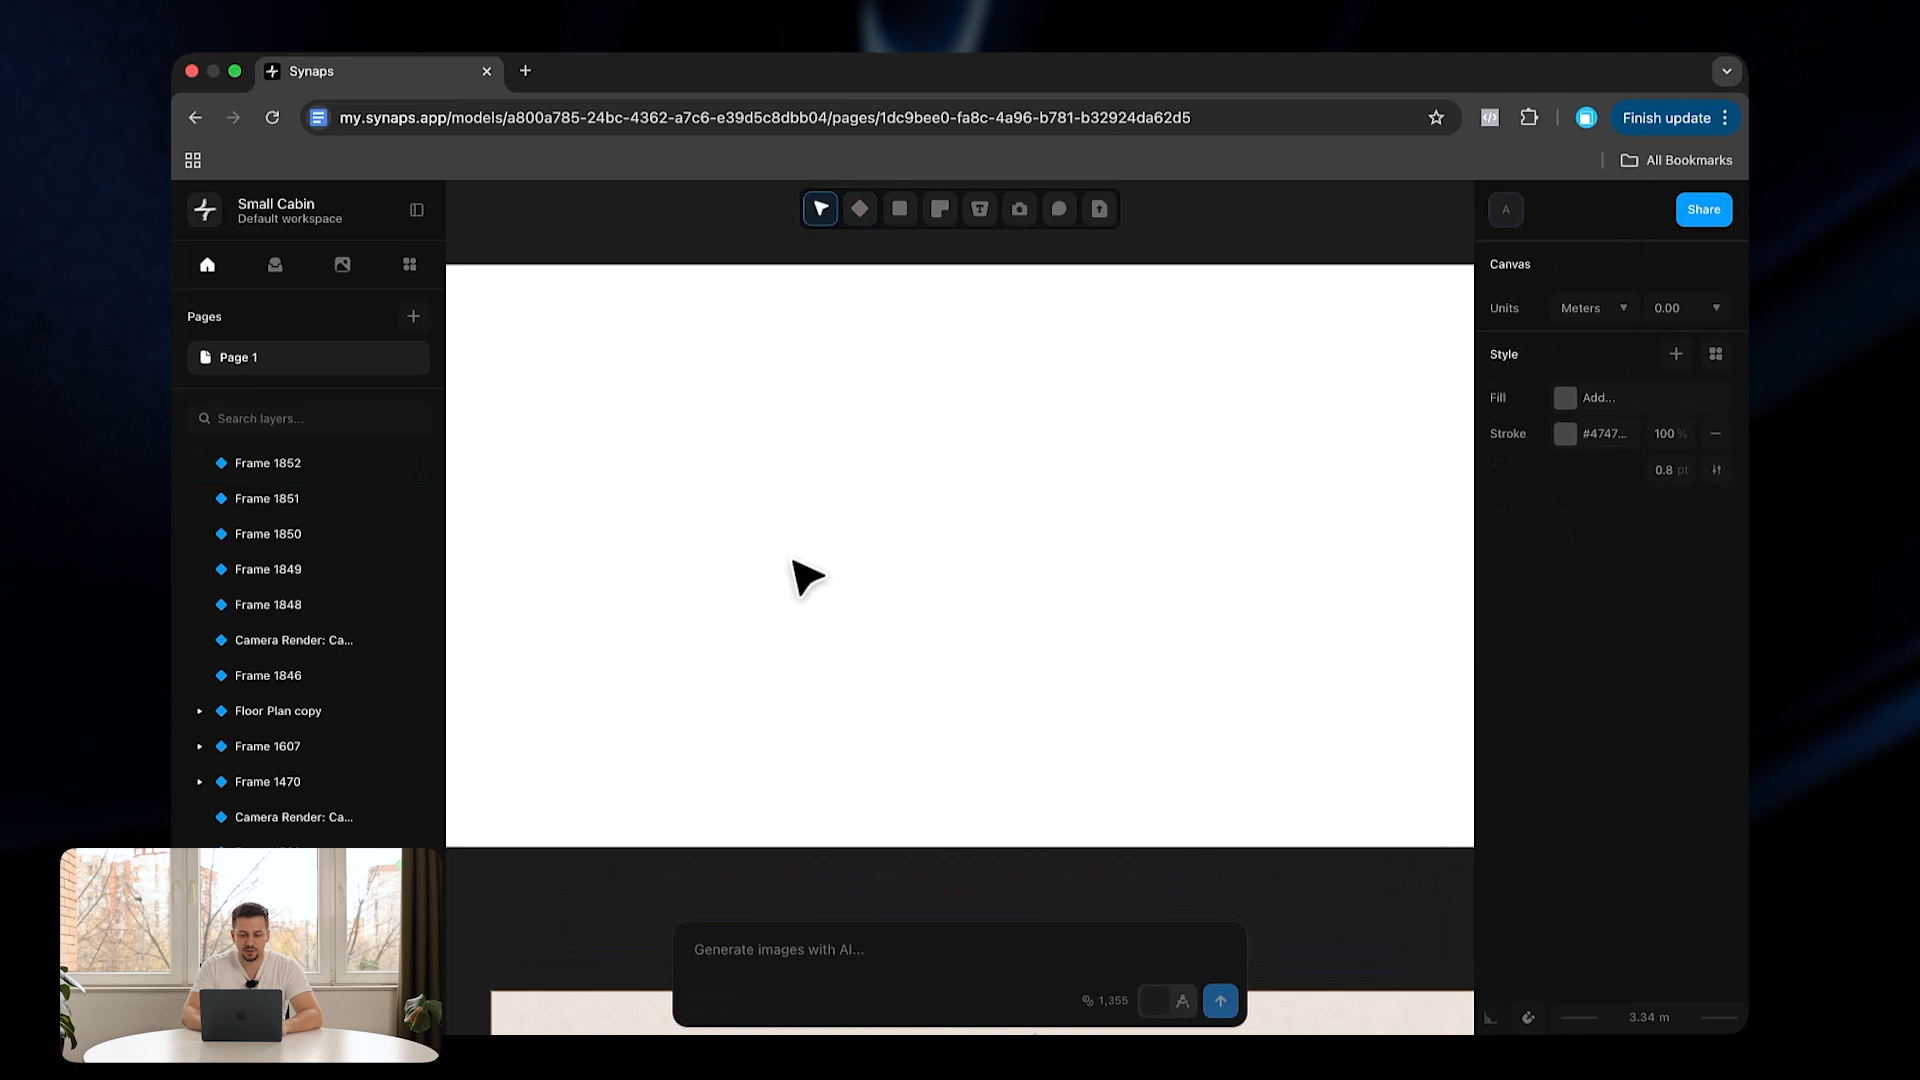 Synaps
my.synaps.app/models/a800a785-24bc-4362-a7c6-e39d5c8dbb04/pages/1dc9bee0-fa8c-4a96-b781-b32924da62d5
Finish update
All Bookmarks
Small Cabin
Default workspace
A
Share
Pages
Page 1
Search layers...
Frame 1852
Frame 1851
Frame 1850
Frame 1849
Frame 1848
Camera Render: Ca...
Frame 1846
Floor Plan copy
Frame 1607
Frame 1470
Camera Render: Ca...
Canvas
Units Meters 0.00
Style
Fill Add...
Stroke #4747... 100 %
0.8 pt
Generate images with AI...
1,355
3.34 m